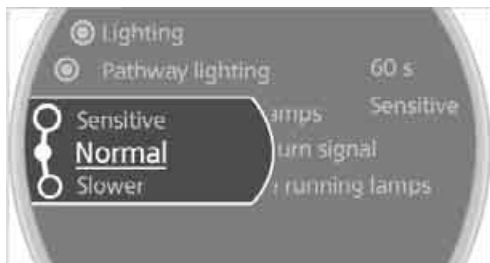 Lighting
Pathway lighting 60 s
Sensitive
amps Sensitive
Normal
urn signal
Slower
running lamps